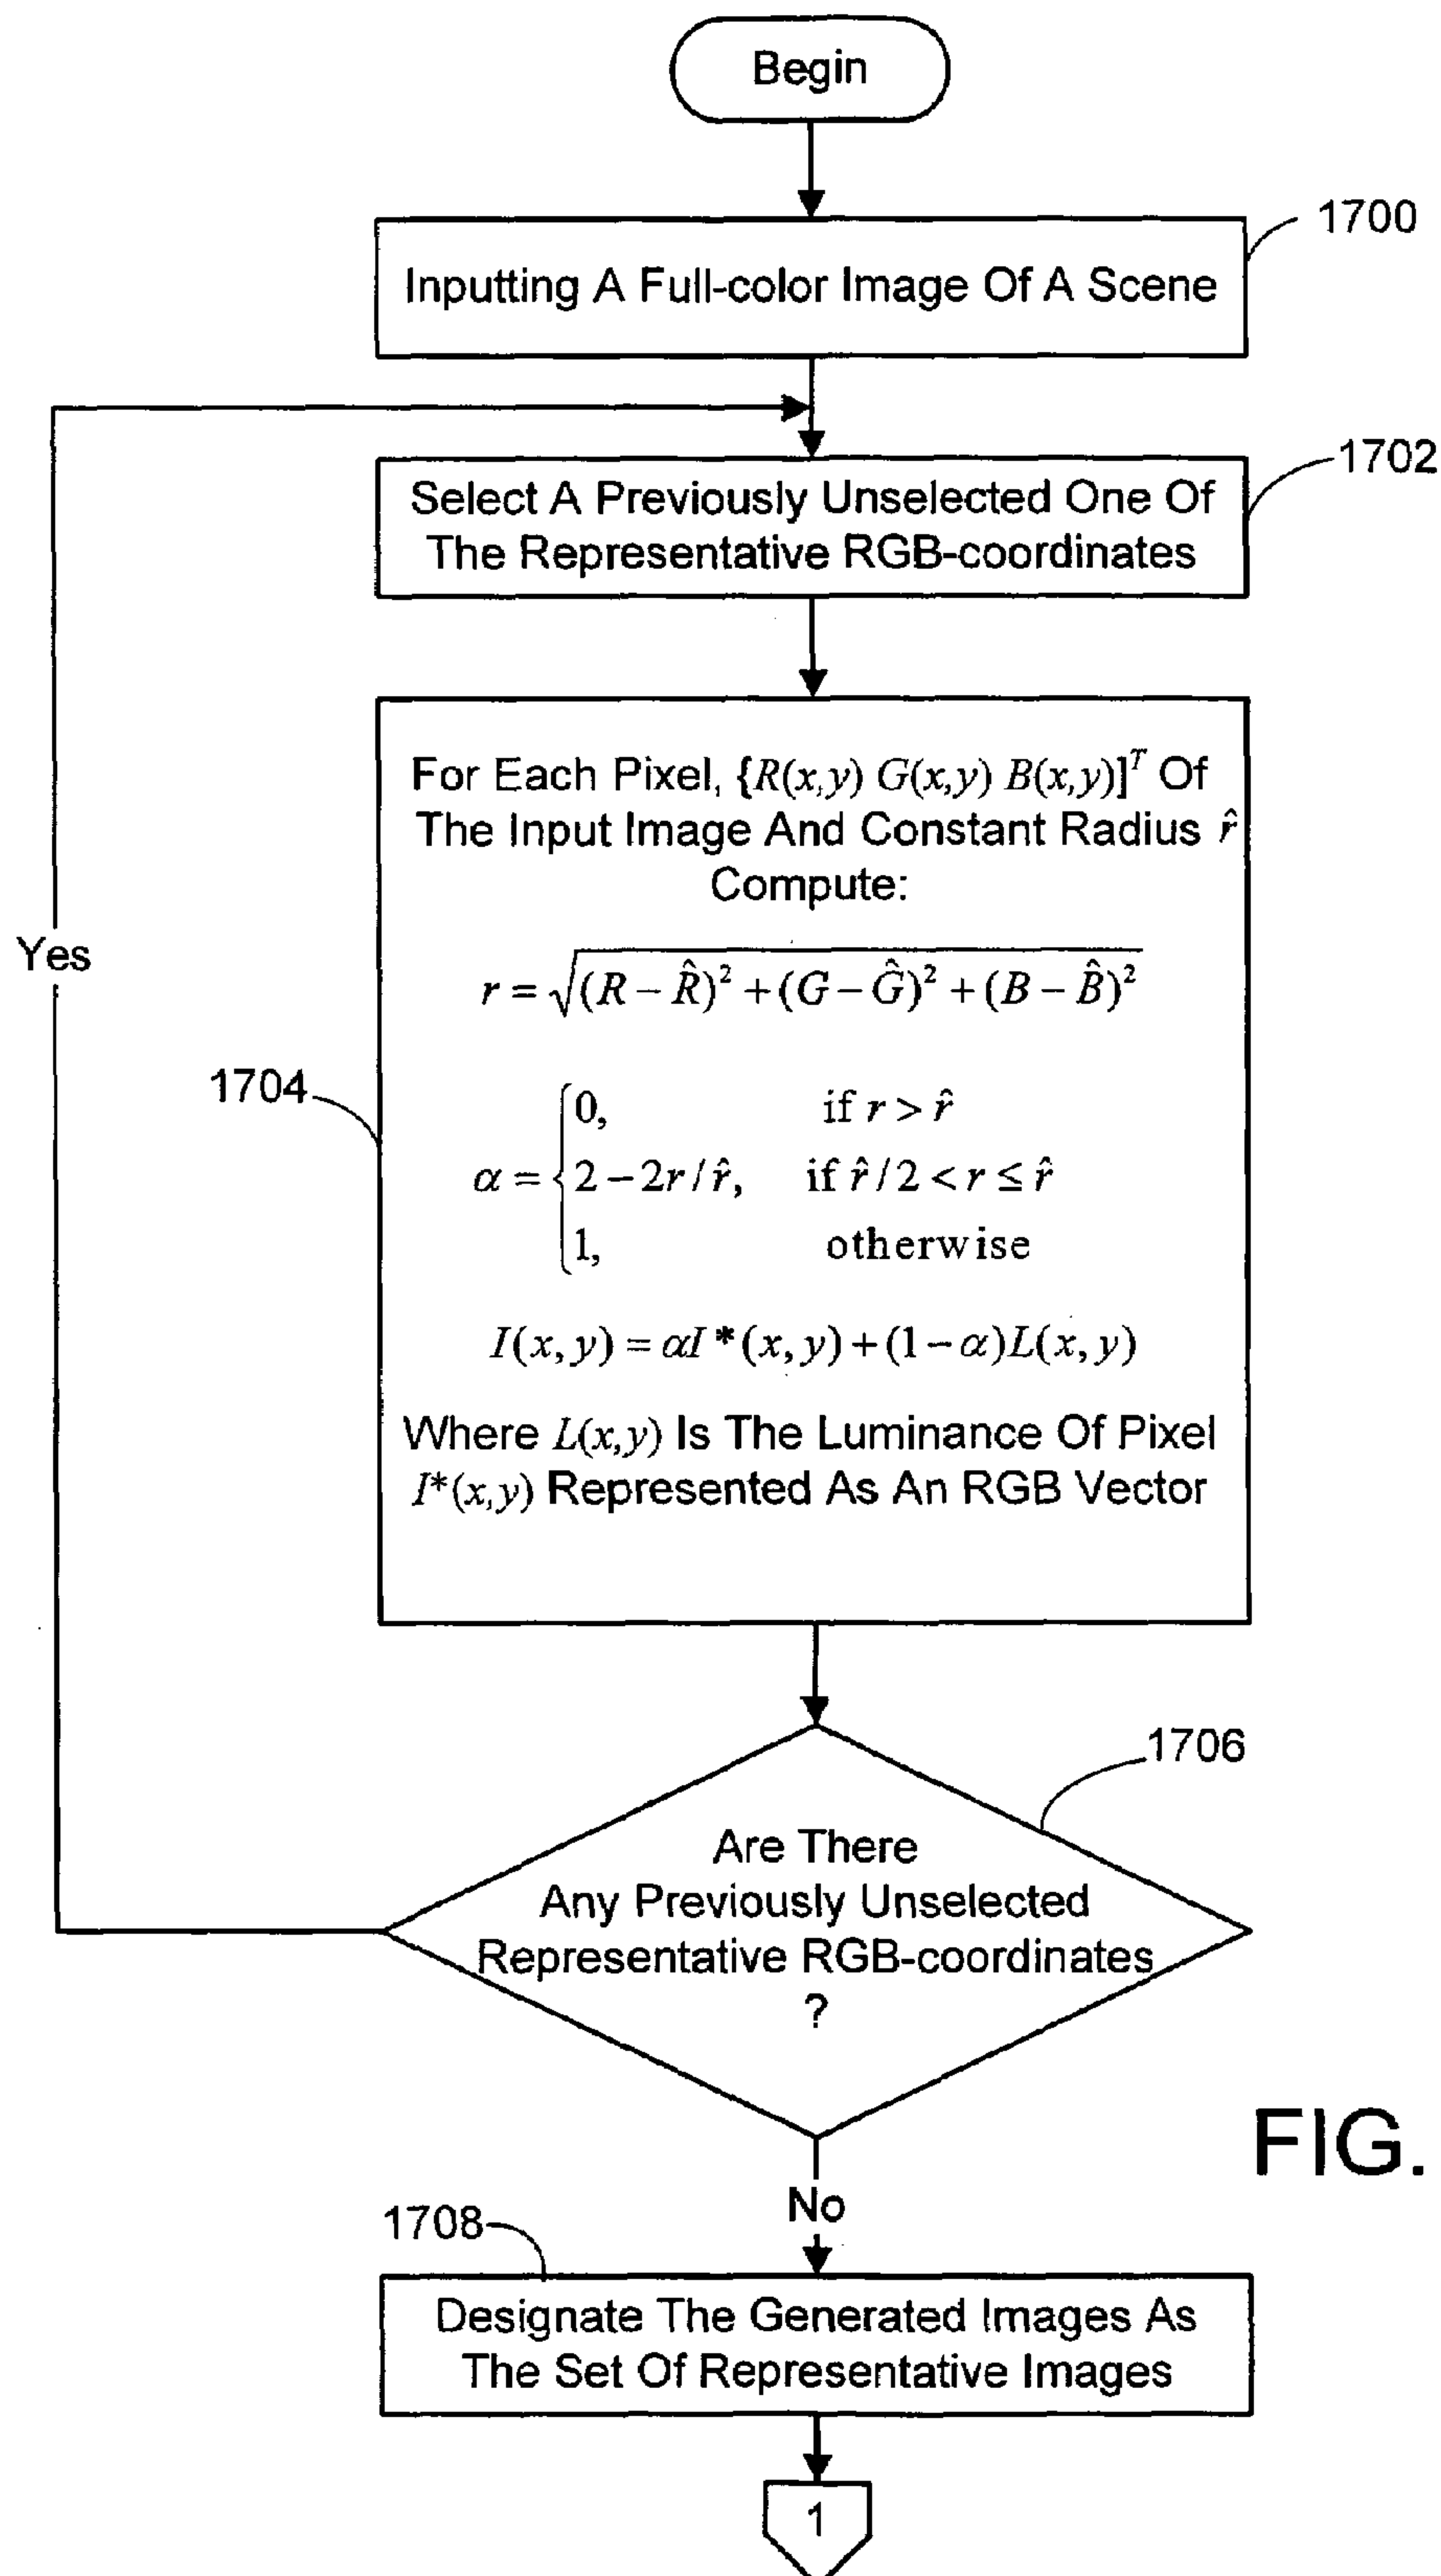 Begin
1700
Inputting A Full-color Image Of A Scene
1702
Select A Previously Unselected One Of
The Representative RGB-coordinates
For Each Pixel, {R(x,y) G(x,y) B(x,y)]^T Of
The Input Image And Constant Radius r̂
Compute:
Yes
r = √((R − R̂)² + (G − Ĝ)² + (B − B̂)²)
1704
0, if r > r̂
α = { 2 − 2r / r̂, if r̂ / 2 < r ≤ r̂
1, otherwise
I(x, y) = αI *(x, y) + (1 − α)L(x, y)
Where L(x,y) Is The Luminance Of Pixel
I*(x,y) Represented As An RGB Vector
1706
Are There
Any Previously Unselected
Representative RGB-coordinates
?
FIG.
No
1708
Designate The Generated Images As
The Set Of Representative Images
1